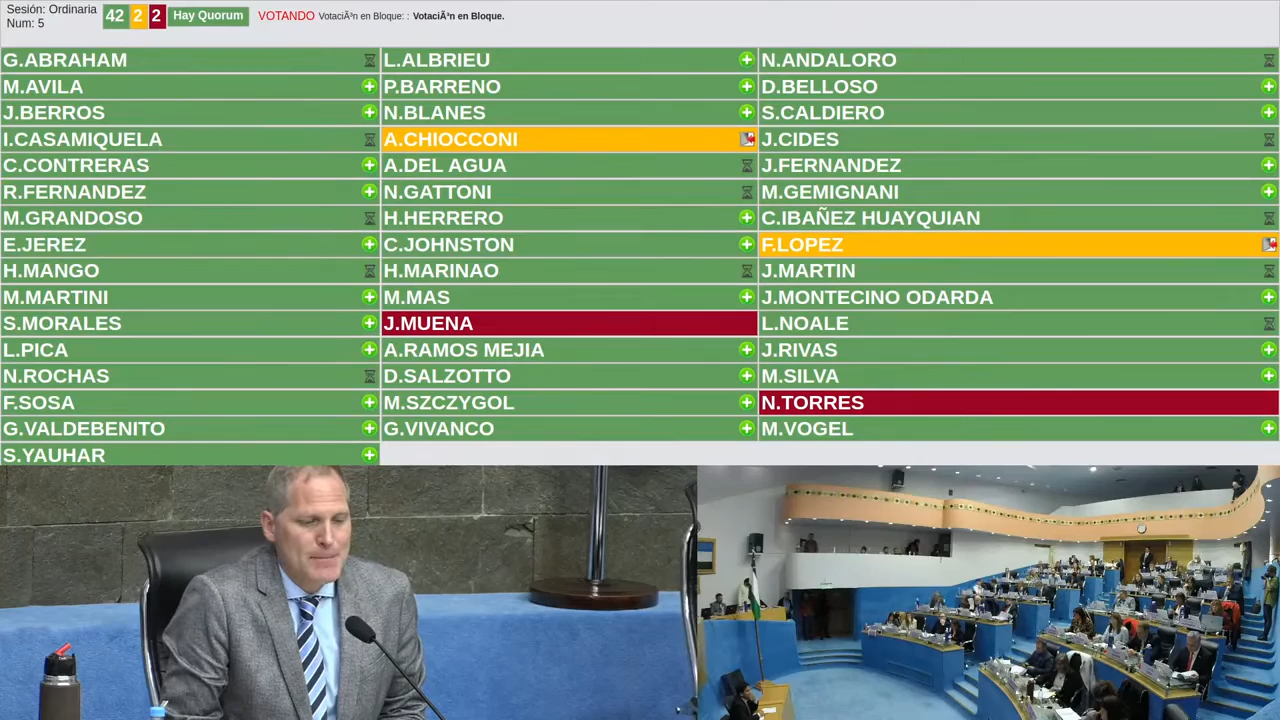 Sesión: Ordinaria
Num: 5
42 2 2 Hay Quorum
VOTANDO VotaciÃ³n en Bloque: : VotaciÃ³n en Bloque.
G.ABRAHAM L.ALBRIEU N.ANDALORO
M.AVILA P.BARRENO D.BELLOSO
J.BERROS N.BLANES S.CALDIERO
I.CASAMIQUELA A.CHIOCCONI J.CIDES
C.CONTRERAS A.DEL AGUA J.FERNANDEZ
R.FERNANDEZ N.GATTONI M.GEMIGNANI
M.GRANDOSO H.HERRERO C.IBAÑEZ HUAYQUIAN
E.JEREZ C.JOHNSTON F.LOPEZ
H.MANGO H.MARINAO J.MARTIN
M.MARTINI M.MAS J.MONTECINO ODARDA
S.MORALES J.MUENA L.NOALE
L.PICA A.RAMOS MEJIA J.RIVAS
N.ROCHAS D.SALZOTTO M.SILVA
F.SOSA M.SZCZYGOL N.TORRES
G.VALDEBENITO G.VIVANCO M.VOGEL
S.YAUHAR